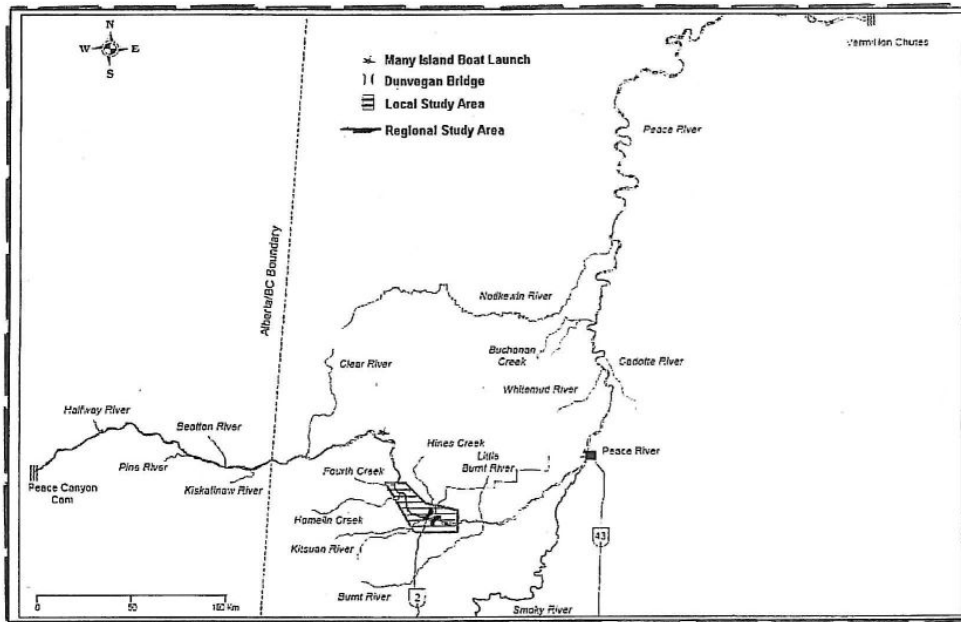 N
W E
S
Many Island Boat Launch
Dunvegan Bridge
Local Study Area
Regional Study Area
Vermilion Chutes
Peace River
Alberta/BC Boundary
Notikewin River
Buchanan
Creek
Cadotte River
Clear River
Whitemud River
Halfway River
Beatton River
Hines Creek
Little
Burnt River
Peace River
Pine River
Fourth Creek
Peace Canyon
Kiskatinaw River
Hamelin Creek
43
Kitsuan River
Burnt River
2
Smoky River
0 50 100 Km